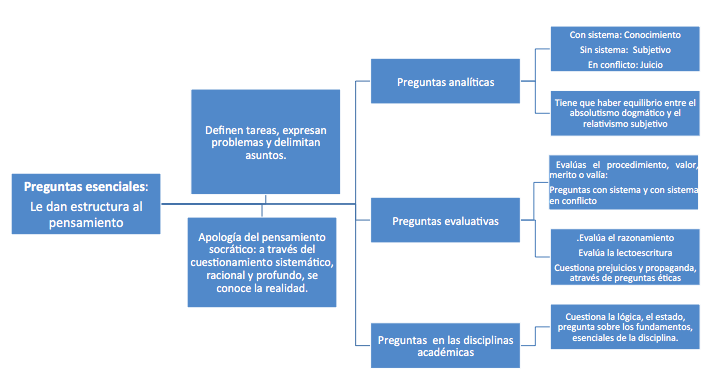 Preguntas esenciales:
Le dan estructura al
pensamiento
Definen tareas, expresan
problemas y delimitan
asuntos.
Apología del pensamiento
socrático: a través del
cuestionamiento sistemático,
racional y profundo, se
conoce la realidad.
Preguntas analíticas
Con sistema: Conocimiento
Sin sistema: Subjetivo
En conflicto: Juicio
Tiene que haber equilibrio entre el
absolutismo dogmático y el
relativismo subjetivo
Preguntas evaluativas
Evalúas el procedimiento, valor,
merito o valía:
Preguntas con sistema y con sistema
en conflicto
.Evalúa el razonamiento
Evalúa la lectoescritura
Cuestiona prejuicios y propaganda,
através de preguntas éticas
Preguntas en las disciplinas
académicas
Cuestiona la lógica, el estado,
pregunta sobre los fundamentos,
esenciales de la disciplina.